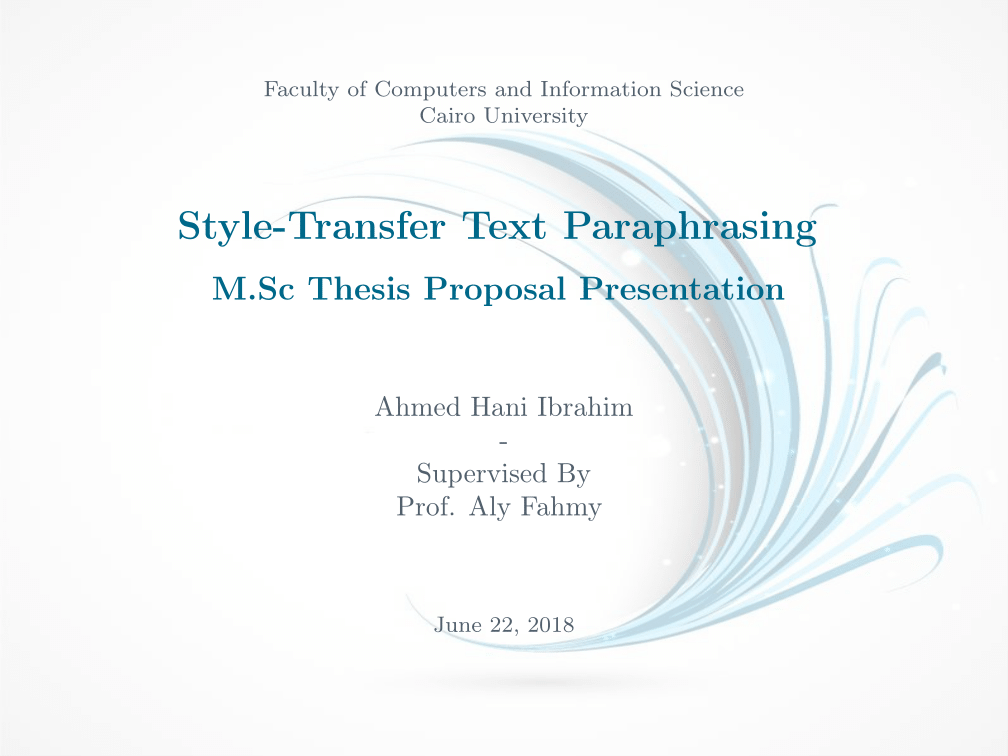 Faculty of Computers and Information Science
Cairo University
Style-Transfer Text Paraphrasing
M.Sc Thesis Proposal Presentation
Ahmed Hani Ibrahim
-
Supervised By
Prof. Aly Fahmy
June 22, 2018